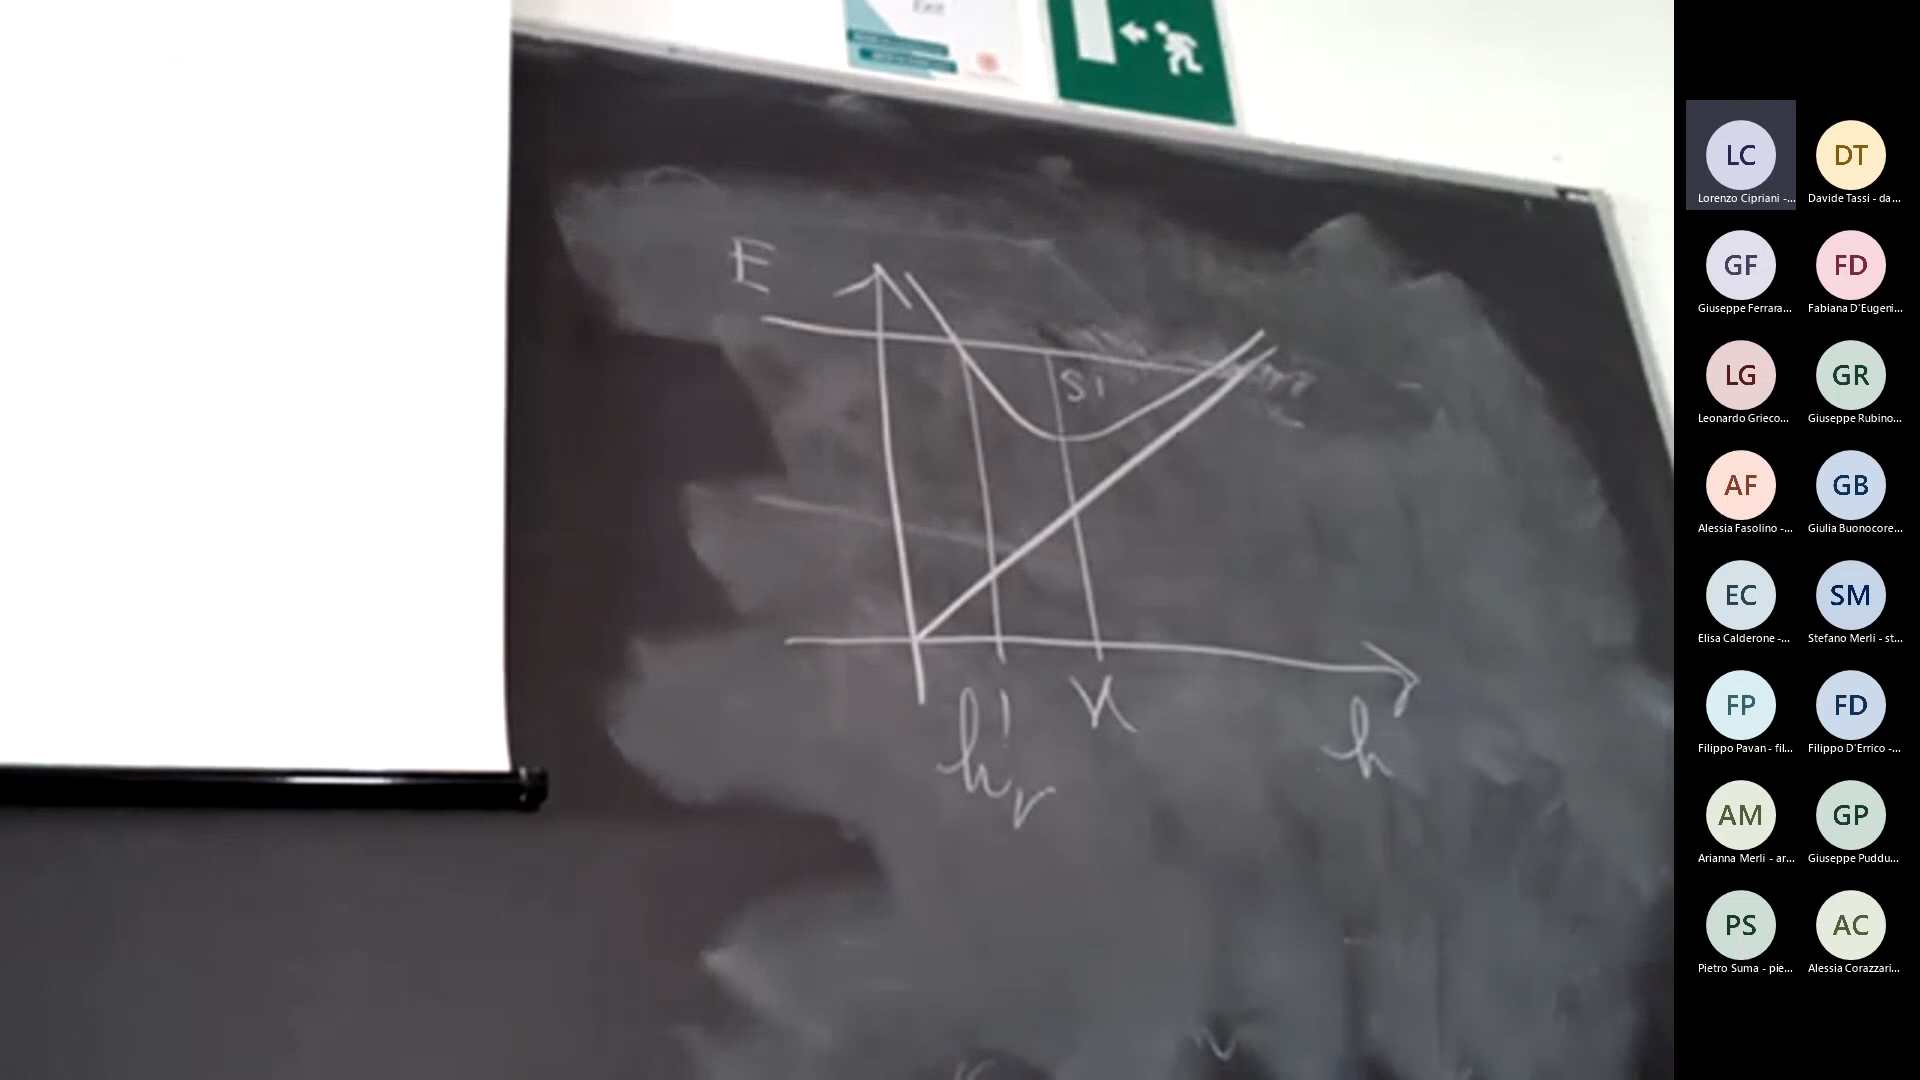 Exit
E
Si
h'r
K
h
LC
Lorenzo Cipriani -...
DT
Davide Tassi - da...
GF
Giuseppe Ferrara...
FD
Fabiana D'Eugeni...
LG
Leonardo Grieco...
GR
Giuseppe Rubino...
AF
Alessia Fasolino -...
GB
Giulia Buonocore...
EC
Elisa Calderone -...
SM
Stefano Merli - st...
FP
Filippo Pavan - fil...
FD
Filippo D'Errico -...
AM
Arianna Merli - ar...
GP
Giuseppe Puddu...
PS
Pietro Suma - pie...
AC
Alessia Corazzari...